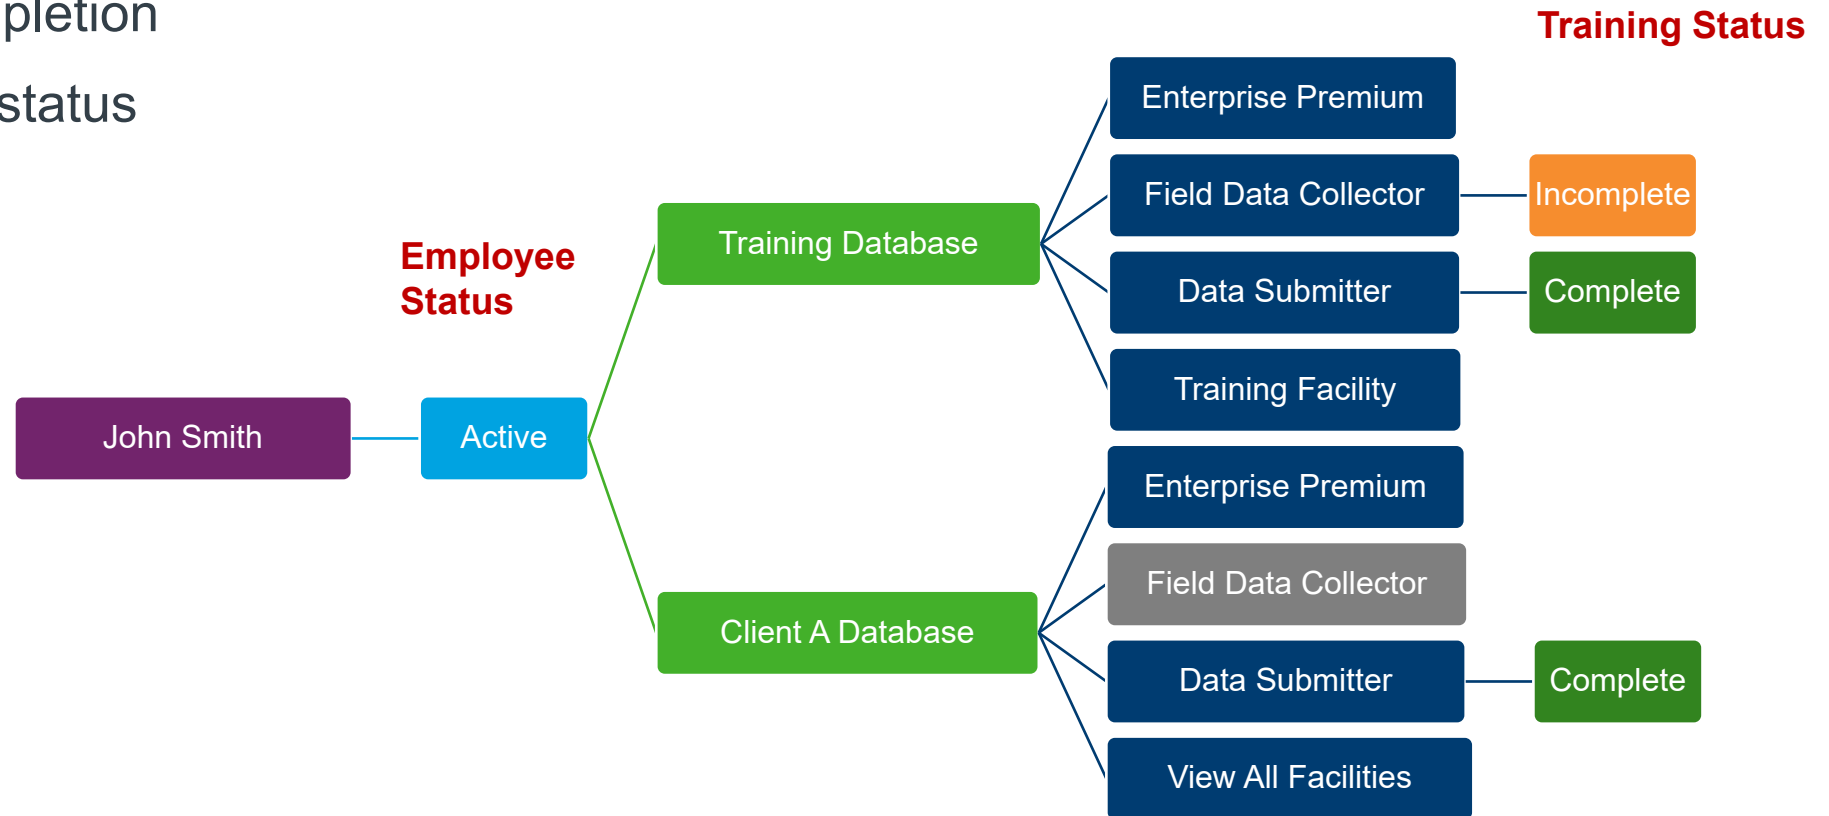 pletion
status
Training Status
Enterprise Premium
Field Data Collector
Incomplete
Training Database
Employee
Status
Data Submitter
Complete
Training Facility
John Smith
Active
Enterprise Premium
Field Data Collector
Client A Database
Data Submitter
Complete
View All Facilities